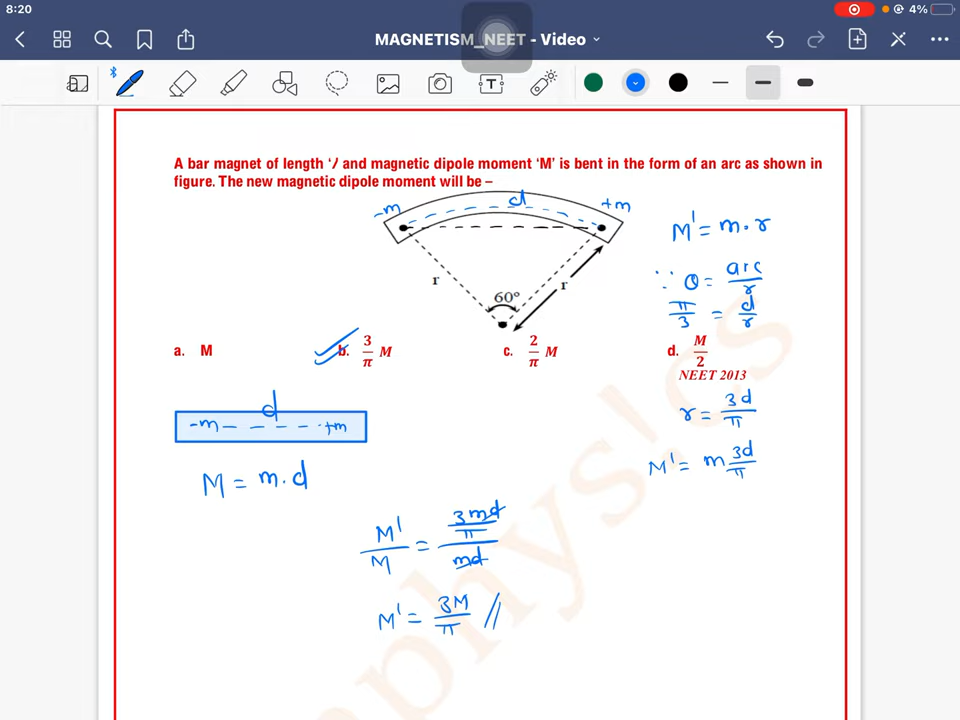 8:20
4%
MAGNETISM_NEET - Video
A bar magnet of length ‘l’ and magnetic dipole moment ‘M’ is bent in the form of an arc as shown in
figure. The new magnetic dipole moment will be –
-m d +m
r 60° r
M' = m·r
∵ θ = arc/r
π/3 = d/r
a. M b. 3/π M c. 2/π M d. M/2
NEET 2013
r = 3d/π
M' = m 3d/π
d
-m +m
M = m.d
M'/M = (3md/π)/md
M' = 3M/π //
physics!